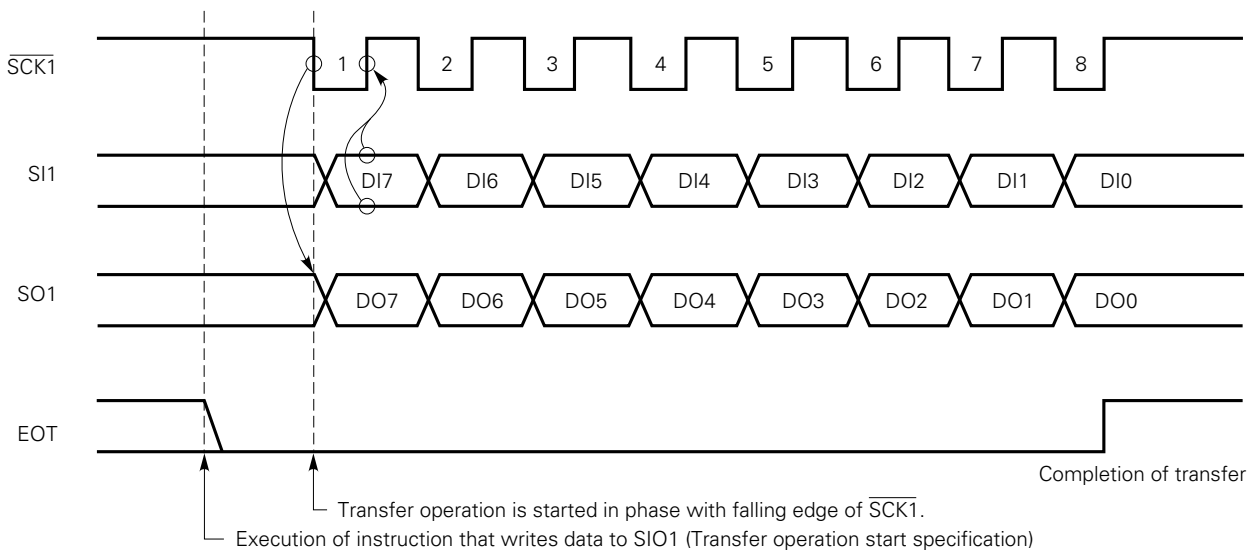 SCK1 1 2 3 4 5 6 7 8
SI1 DI7 DI6 DI5 DI4 DI3 DI2 DI1 DI0
SO1 DO7 DO6 DO5 DO4 DO3 DO2 DO1 DO0
EOT
Completion of transfer
Transfer operation is started in phase with falling edge of SCK1.
Execution of instruction that writes data to SIO1 (Transfer operation start specification)